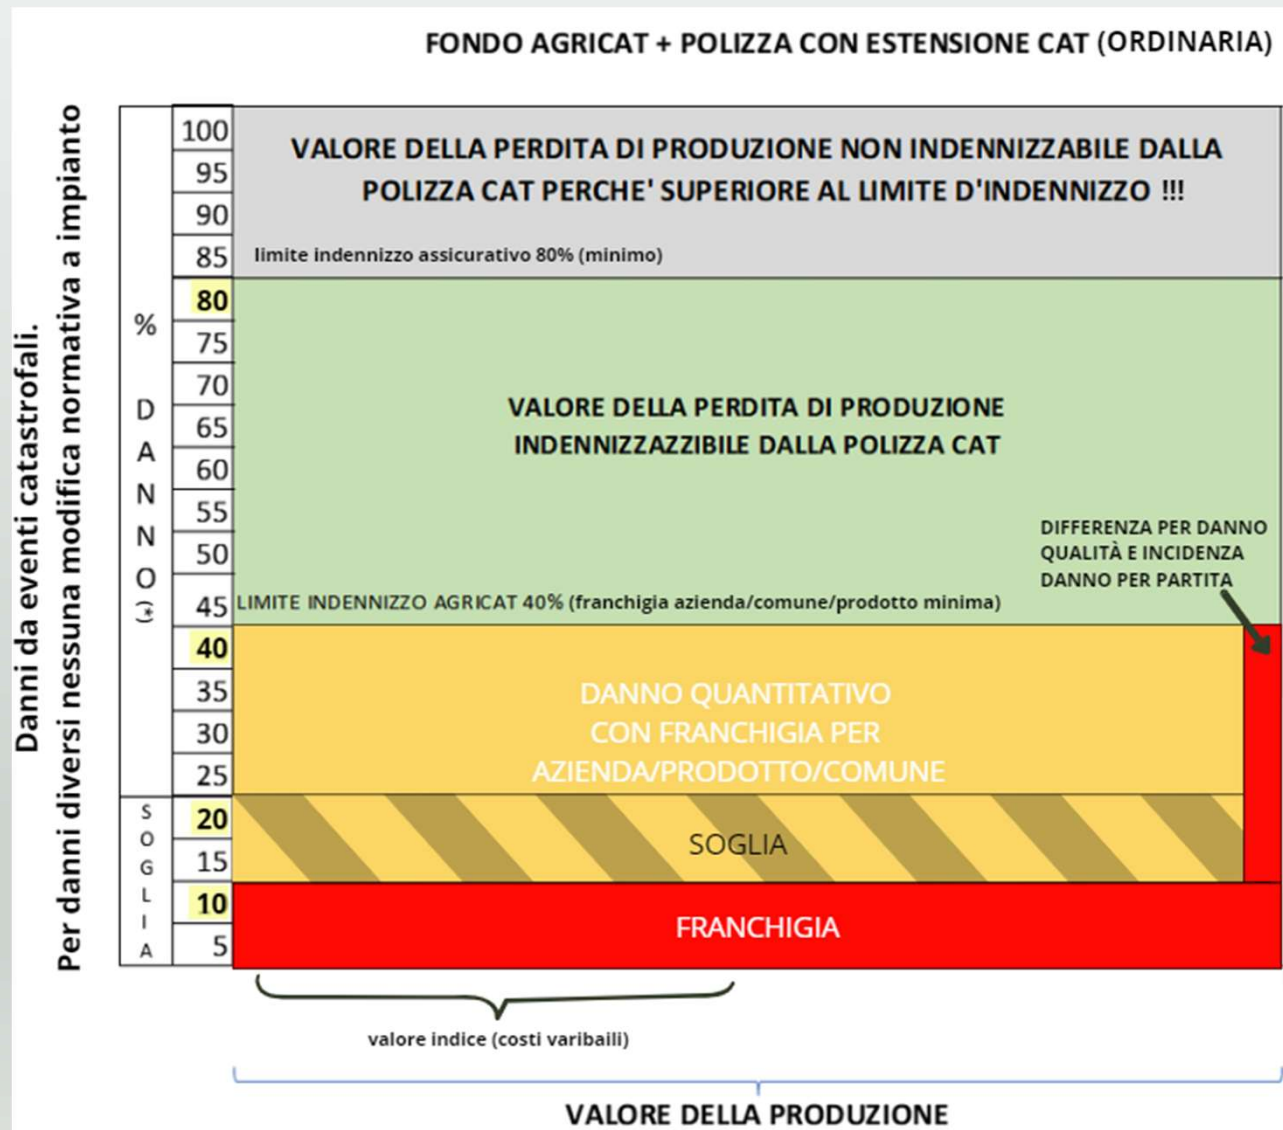 FONDO AGRICAT + POLIZZA CON ESTENSIONE CAT (ORDINARIA)
Danni da eventi catastrofali.
Per danni diversi nessuna modifica normativa a impianto
% DANNO(*
SOGLIA
100
95
90
85
80
75
70
65
60
55
50
45
40
35
30
25
20
15
10
5
VALORE DELLA PERDITA DI PRODUZIONE NON INDENNIZZABILE DALLA
POLIZZA CAT PERCHE' SUPERIORE AL LIMITE D'INDENNIZZO !!!
limite indennizzo assicurativo 80% (minimo)
VALORE DELLA PERDITA DI PRODUZIONE
INDENNIZZAZZIBILE DALLA POLIZZA CAT
DIFFERENZA PER DANNO
QUALITÀ E INCIDENZA
DANNO PER PARTITA
LIMITE INDENNIZZO AGRICAT 40% (franchigia azienda/comune/prodotto minima)
DANNO QUANTITATIVO
CON FRANCHIGIA PER
AZIENDA/PRODOTTO/COMUNE
SOGLIA
FRANCHIGIA
valore indice (costi varibaili)
VALORE DELLA PRODUZIONE